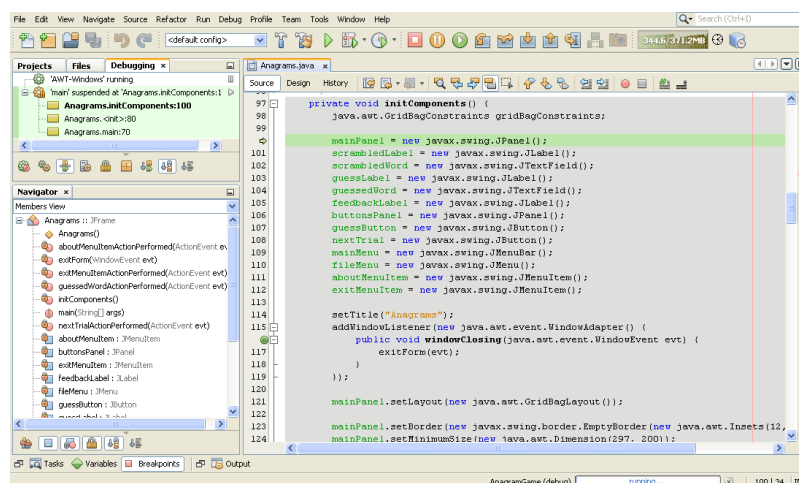 File Edit View Navigate Source Refactor Run Debug Profile Team Tools Window Help
Search (Ctrl+I)
<default config>
344.6/371.2MB
Projects Files Debugging
'AWT-Windows' running
'main' suspended at 'Anagrams.initComponents:1
Anagrams.initComponents:100
Anagrams.<init>:80
Anagrams.main:70
Navigator
Members View
Anagrams :: JFrame
Anagrams()
aboutMenuItemActionPerformed(ActionEvent ev
exitForm(WindowEvent evt)
exitMenuItemActionPerformed(ActionEvent evt)
guessedWordActionPerformed(ActionEvent evt)
initComponents()
main(String[] args)
nextTrialActionPerformed(ActionEvent evt)
aboutMenuItem : JMenuItem
buttonsPanel : JPanel
exitMenuItem : JMenuItem
feedbackLabel : JLabel
fileMenu : JMenu
guessButton : JButton
guessLabel : JLabel
Anagrams.java
Source Design History
97 private void initComponents() {
98 java.awt.GridBagConstraints gridBagConstraints;
99
mainPanel = new javax.swing.JPanel();
101 scrambledLabel = new javax.swing.JLabel();
102 scrambledWord = new javax.swing.JTextField();
103 guessLabel = new javax.swing.JLabel();
104 guessedWord = new javax.swing.JTextField();
105 feedbackLabel = new javax.swing.JLabel();
106 buttonsPanel = new javax.swing.JPanel();
107 guessButton = new javax.swing.JButton();
108 nextTrial = new javax.swing.JButton();
109 mainMenu = new javax.swing.JMenuBar();
110 fileMenu = new javax.swing.JMenu();
111 aboutMenuItem = new javax.swing.JMenuItem();
112 exitMenuItem = new javax.swing.JMenuItem();
113
114 setTitle("Anagrams");
115 addWindowListener(new java.awt.event.WindowAdapter() {
public void windowClosing(java.awt.event.WindowEvent evt) {
117 exitForm(evt);
118 }
119 });
120
121 mainPanel.setLayout(new java.awt.GridBagLayout());
122
123 mainPanel.setBorder(new javax.swing.border.EmptyBorder(new java.awt.Insets(12,
124 mainPanel.setMinimumSize(new java.awt.Dimension(297, 200));
Tasks Variables Breakpoints Output
AnagramGame (debug) running... 100 | 34